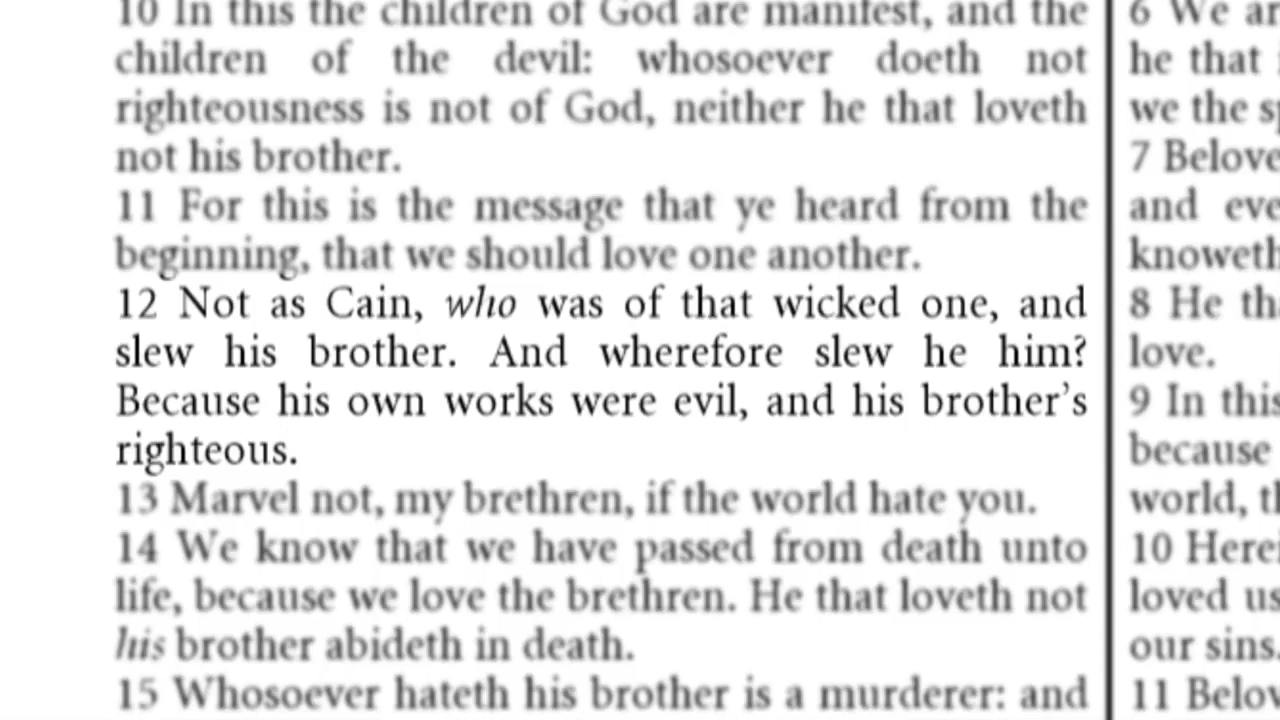 10 In this the children of God are manifest, and the
children of the devil: whosoever doeth not
righteousness is not of God, neither he that loveth
not his brother.
11 For this is the message that ye heard from the
beginning, that we should love one another.
12 Not as Cain, who was of that wicked one, and
slew his brother. And wherefore slew he him?
Because his own works were evil, and his brother’s
righteous.
13 Marvel not, my brethren, if the world hate you.
14 We know that we have passed from death unto
life, because we love the brethren. He that loveth not
his brother abideth in death.
15 Whosoever hateth his brother is a murderer: and
6 We
he that
we the
7
and
knoweth
8 He
love.
9 In this
because
world,
10
loved us
our sins.
11